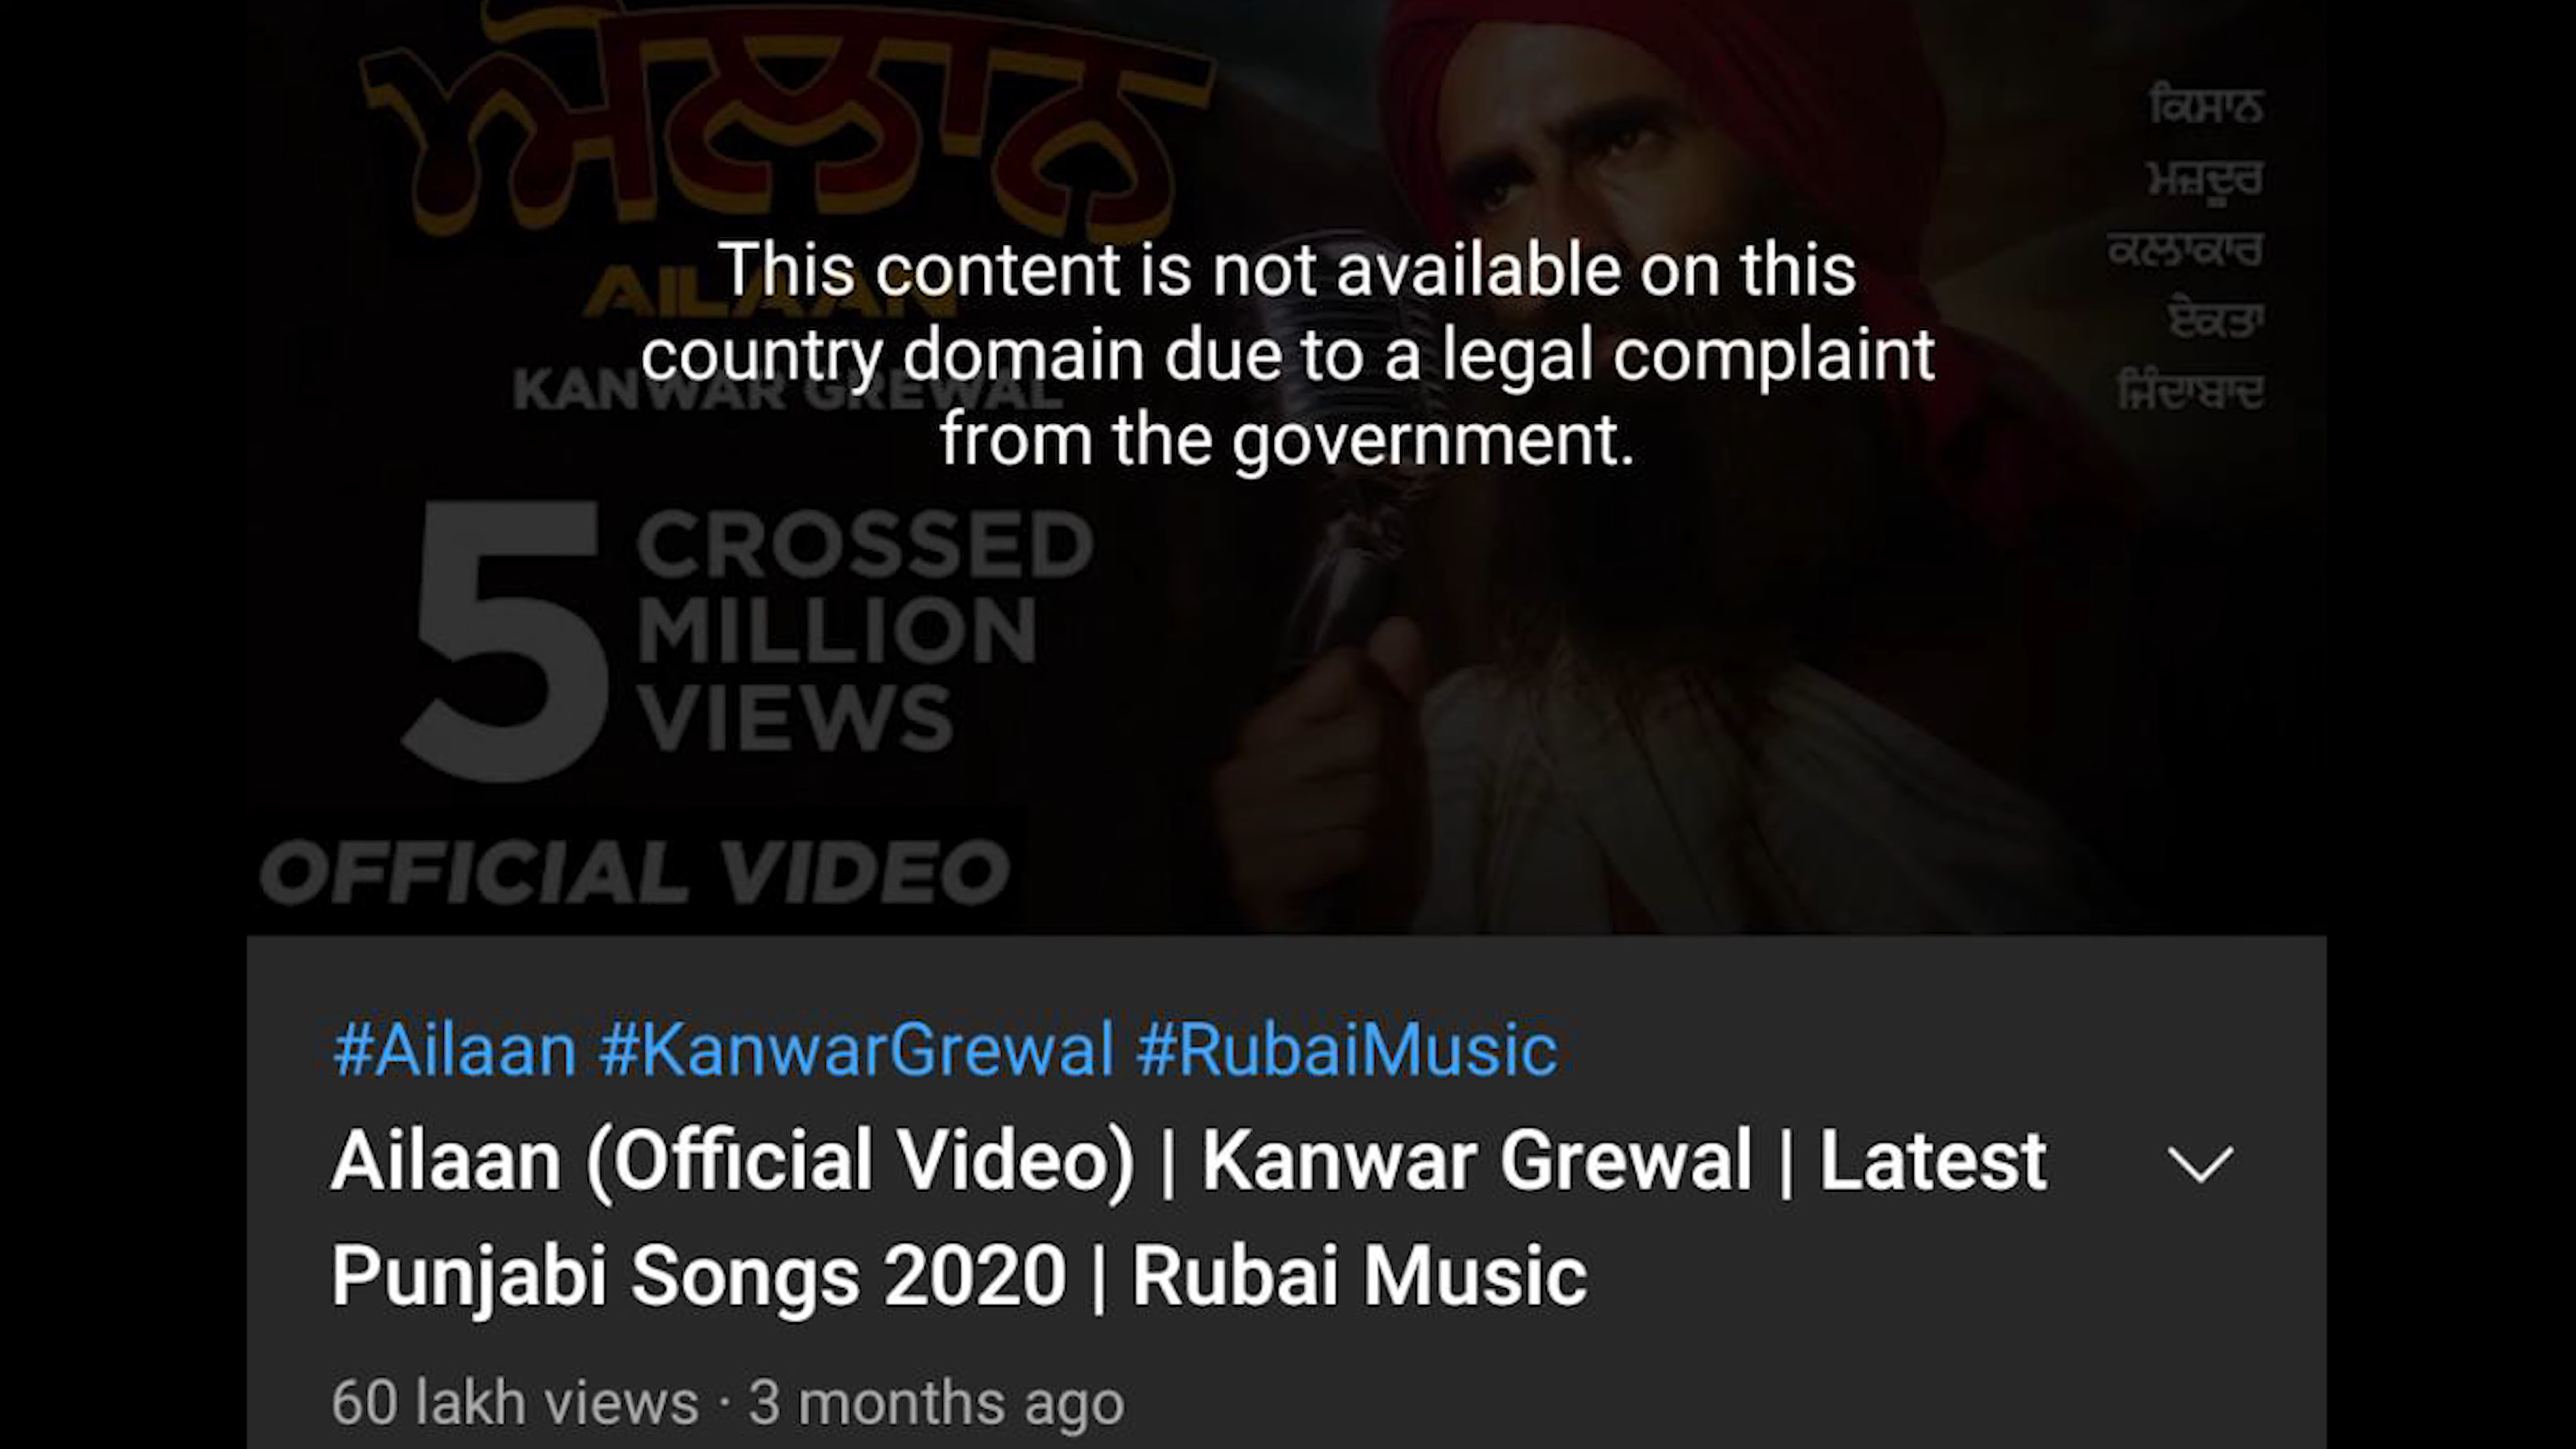 ਐਲਾਨ
AILAAN
KANWAR GREWAL
ਕਿਸਾਨ
ਮਜ਼ਦੂਰ
ਕਲਾਕਾਰ
ਏਕਤਾ
ਜ਼ਿੰਦਾਬਾਦ
This content is not available on this
country domain due to a legal complaint
from the government.
5 CROSSED
MILLION
VIEWS
OFFICIAL VIDEO
#Ailaan #KanwarGrewal #RubaiMusic
Ailaan (Official Video) | Kanwar Grewal | Latest
Punjabi Songs 2020 | Rubai Music
60 lakh views · 3 months ago